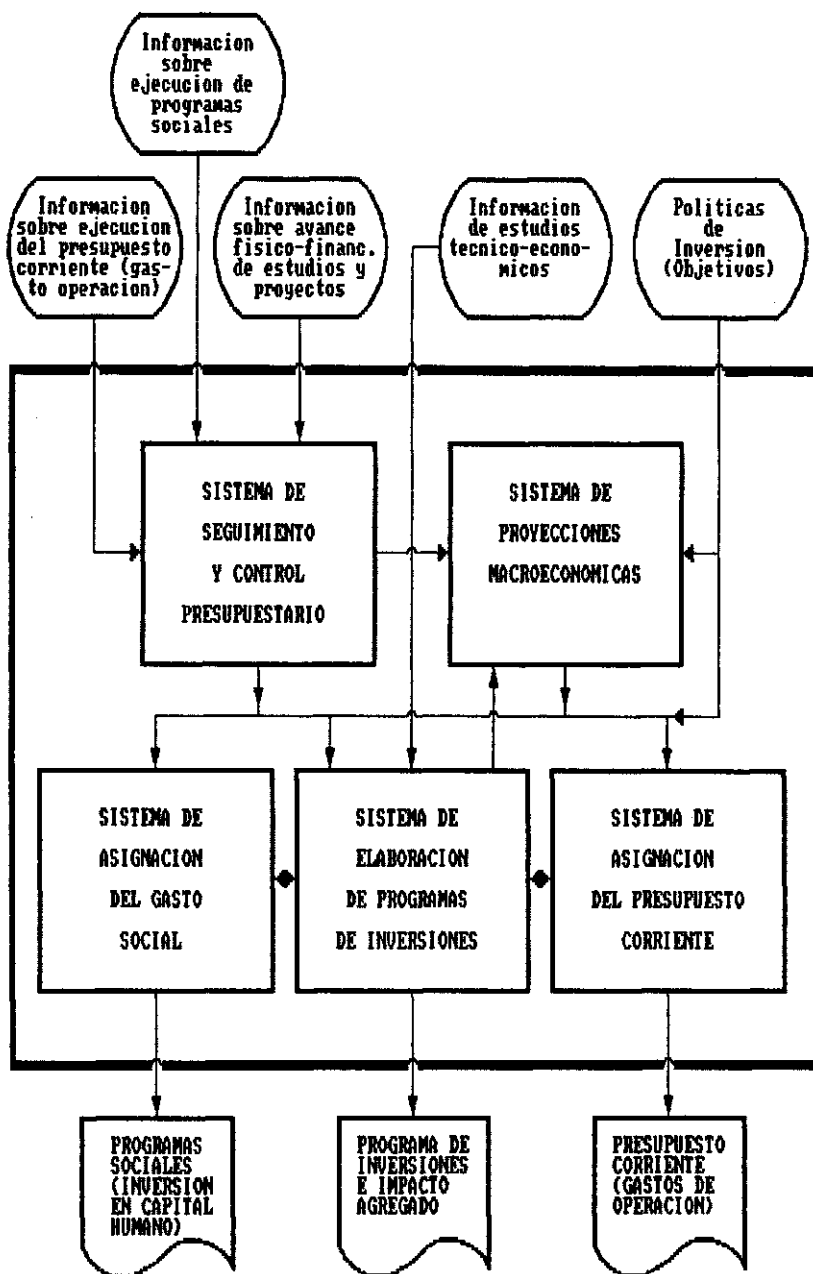 Informacion
sobre
ejecucion de
programas
sociales
Informacion
sobre ejecucion
del presupuesto
corriente (gas-
to operacion)
Informacion
sobre avance
fisico-financ.
de estudios y
proyectos
Informacion
de estudios
tecnico-econo-
micos
Politicas
de
Inversion
(Objetivos)
SISTEMA DE
SEGUIMIENTO
Y CONTROL
PRESUPUESTARIO
SISTEMA DE
PROYECCIONES
MACROECONOMICAS
SISTEMA DE
ASIGNACION
DEL GASTO
SOCIAL
SISTEMA DE
ELABORACION
DE PROGRAMAS
DE INVERSIONES
SISTEMA DE
ASIGNACION
DEL PRESUPUESTO
CORRIENTE
PROGRAMAS
SOCIALES
(INVERSION
EN CAPITAL
HUMANO)
PROGRAMA DE
INVERSIONES
E IMPACTO
AGREGADO
PRESUPUESTO
CORRIENTE
(GASTOS DE
OPERACION)